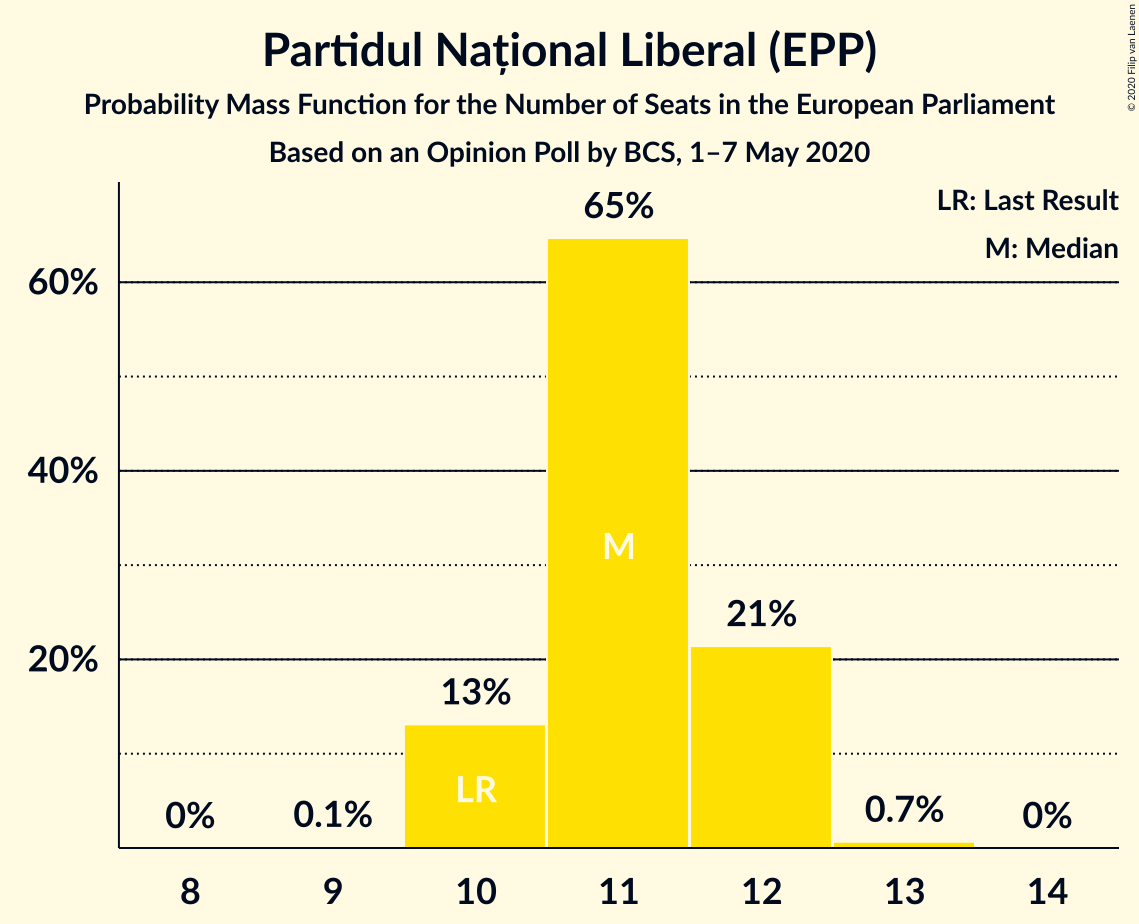 Partidul Național Liberal (EPP)
Probability Mass Function for the Number of Seats in the European Parliament
Based on an Opinion Poll by BCS, 1–7 May 2020
© 2020 Filip van Laenen
LR: Last Result
M: Median
60%
40%
20%
0%
0.1%
13%
65%
21%
0.7%
0%
LR
M
8
9
10
11
12
13
14